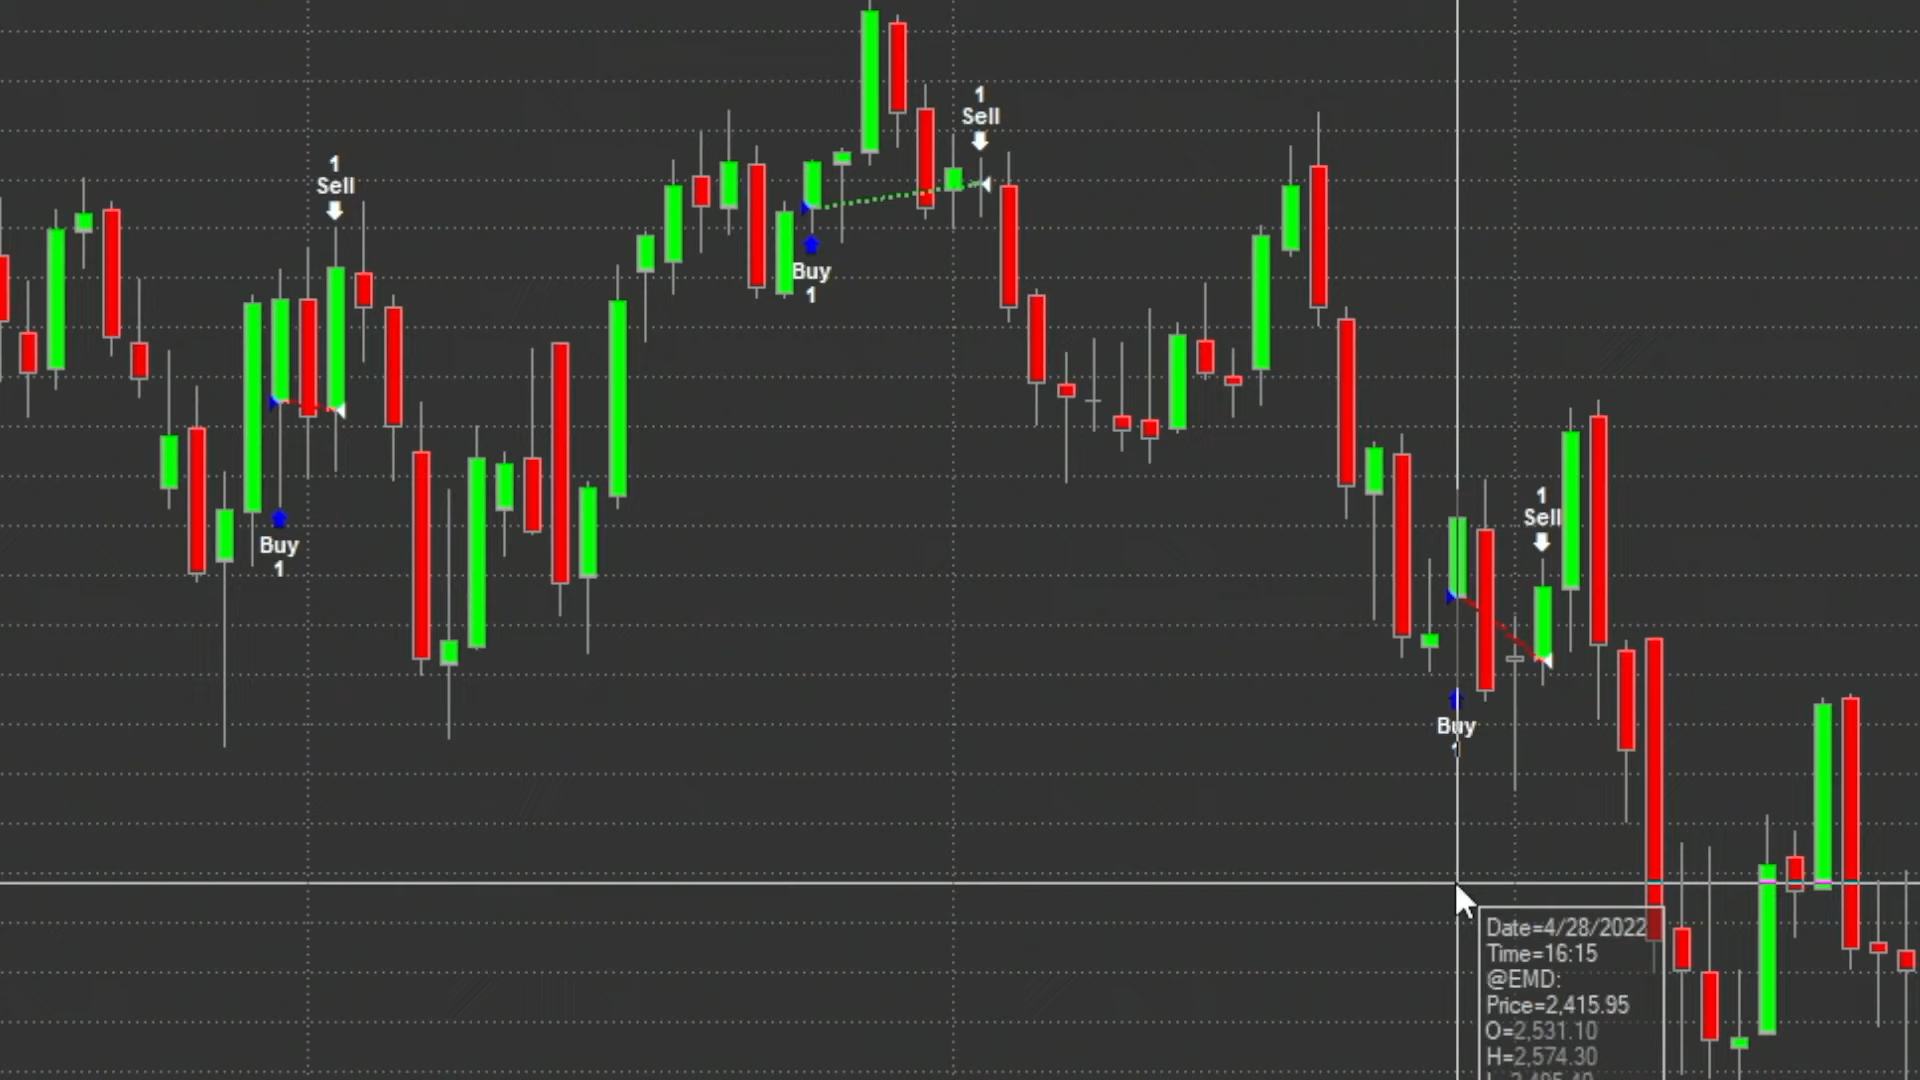 1
Sell
1
Sell
Buy
1
Buy
1
1
Sell
Buy
Date=4/28/2022
Time=16:15
@EMD:
Price=2,415.95
O=2,531.10
H=2,574.30